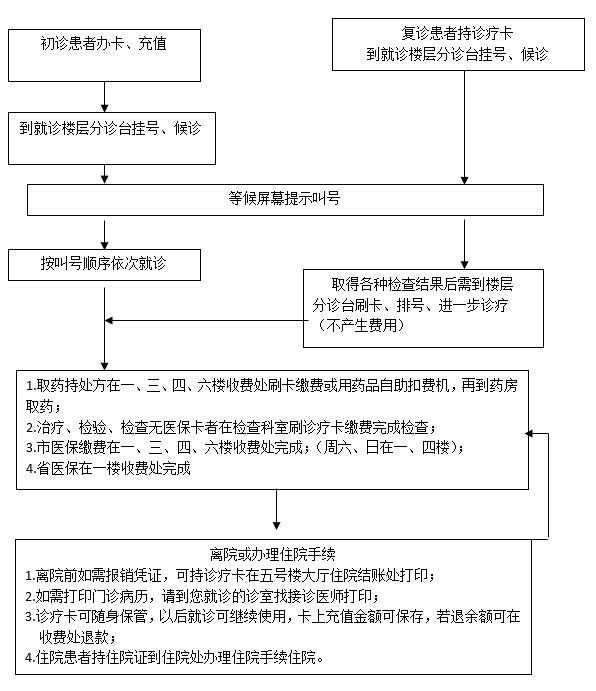 初诊患者办卡、充值
复诊患者持诊疗卡
到就诊楼层分诊台挂号、候诊
到就诊楼层分诊台挂号、候诊
等候屏幕提示叫号
按叫号顺序依次就诊
取得各种检查结果后需到楼层
分诊台刷卡、排号、进一步诊疗
（不产生费用）
1.取药持处方在一、三、四、六楼收费处刷卡缴费或用药品自助扣费机，再到药房
取药；
2.治疗、检验、检查无医保卡者在检查科室刷诊疗卡缴费完成检查；
3.市医保缴费在一、三、四、六楼收费处完成；（周六、日在一、四楼）；
4.省医保在一楼收费处完成
离院或办理住院手续
1.离院前如需报销凭证，可持诊疗卡在五号楼大厅住院结账处打印；
2.如需打印门诊病历，请到您就诊的诊室找接诊医师打印；
3.诊疗卡可随身保管，以后就诊可继续使用，卡上充值金额可保存，若退余额可在
收费处退款；
4.住院患者持住院证到住院处办理住院手续住院。